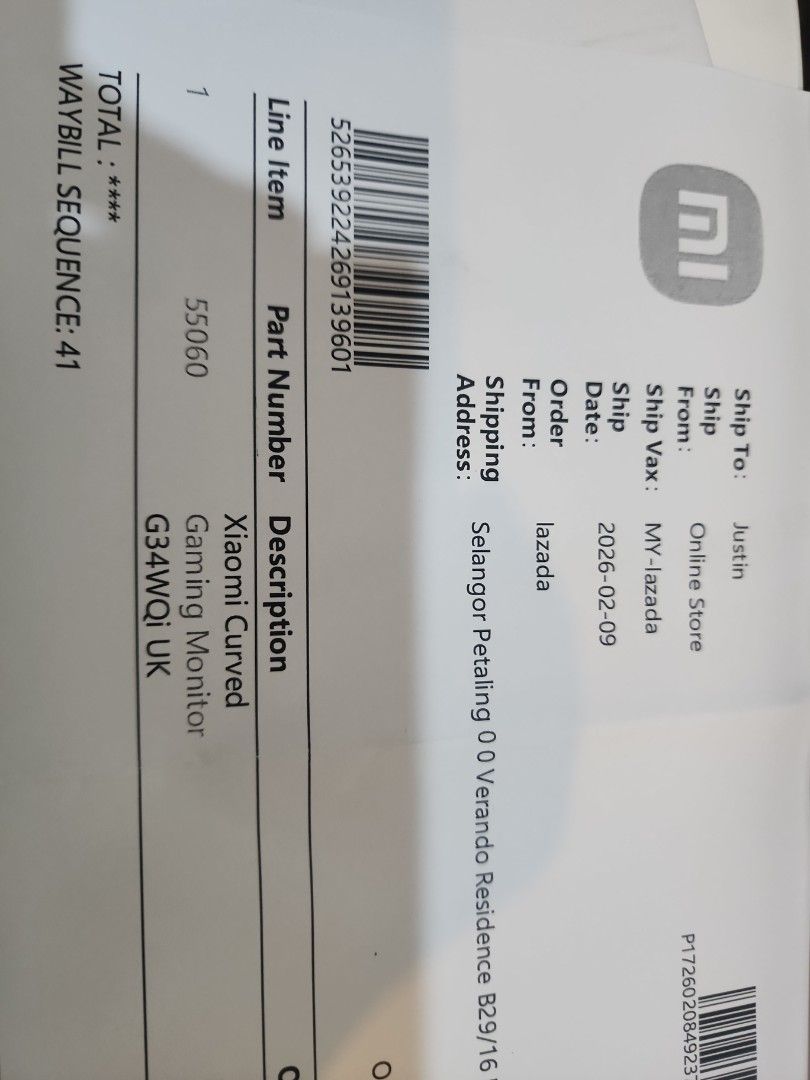 mi
Ship To: Justin
Ship From: Online Store
Ship Vax: MY-lazada
Ship Date: 2026-02-09
Order From: lazada
Shipping Address: Selangor Petaling 0 0 Verando Residence B29/16
P1726020849237
526539224269139601
Line Item Part Number Description
1 55060 Xiaomi Curved
Gaming Monitor
G34WQi UK
TOTAL : ****
WAYBILL SEQUENCE: 41